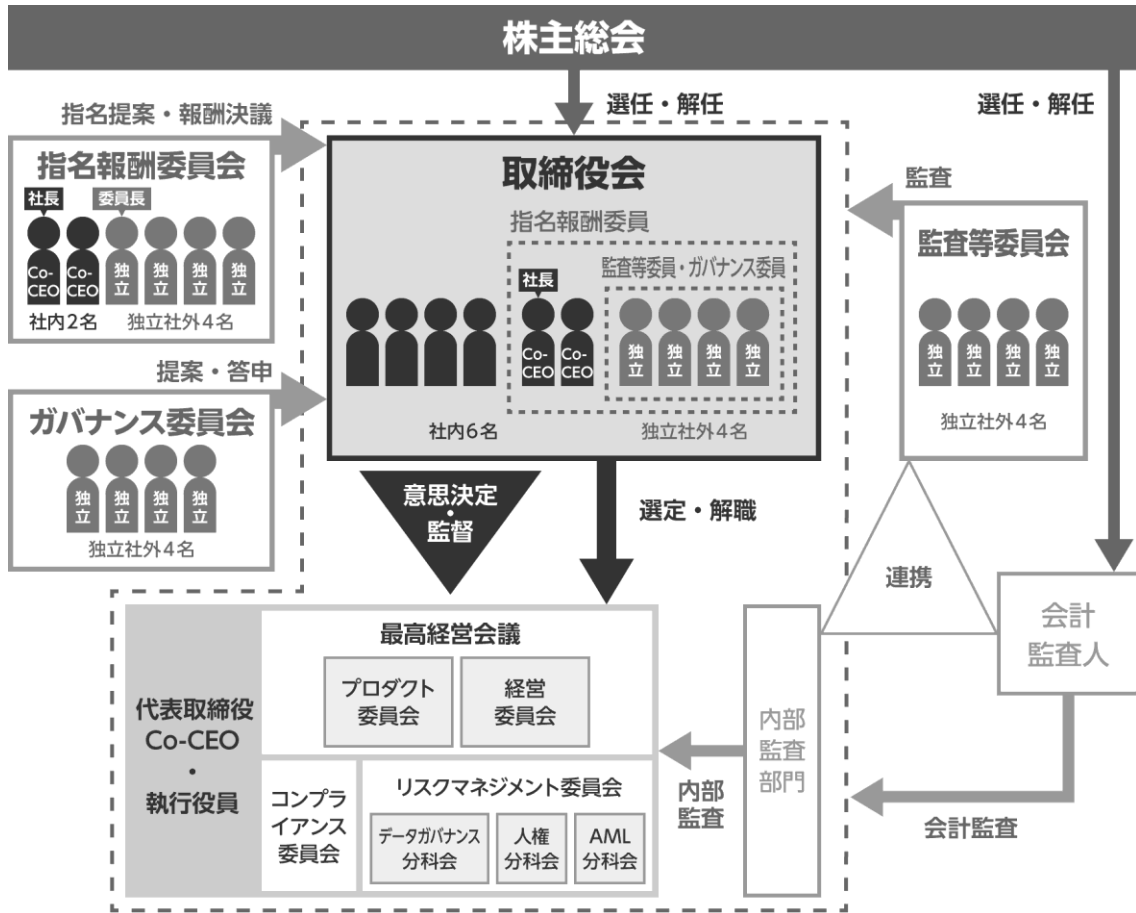 株主総会
選任・解任
選任・解任
指名提案・報酬決議
指名報酬委員会
社長
委員長
Co-
CEO
Co-
CEO
独
立
独
立
独
立
独
立
社内2名
独立社外4名
提案・答申
ガバナンス委員会
独
立
独
立
独
立
独
立
独立社外4名
取締役会
指名報酬委員
監査等委員・ガバナンス委員
社長
Co-
CEO
Co-
CEO
独
立
独
立
独
立
独
立
社内6名
独立社外4名
監査
監査等委員会
独
立
独
立
独
立
独
立
独立社外4名
意思決定
・
監督
選定・解職
連携
会計
監査人
代表取締役
Co-CEO
・
執行役員
最高経営会議
プロダクト
委員会
経営
委員会
コンプラ
イアンス
委員会
リスクマネジメント委員会
データガバナンス
分科会
人権
分科会
AML
分科会
内部
監査
内部
監査
部門
会計監査